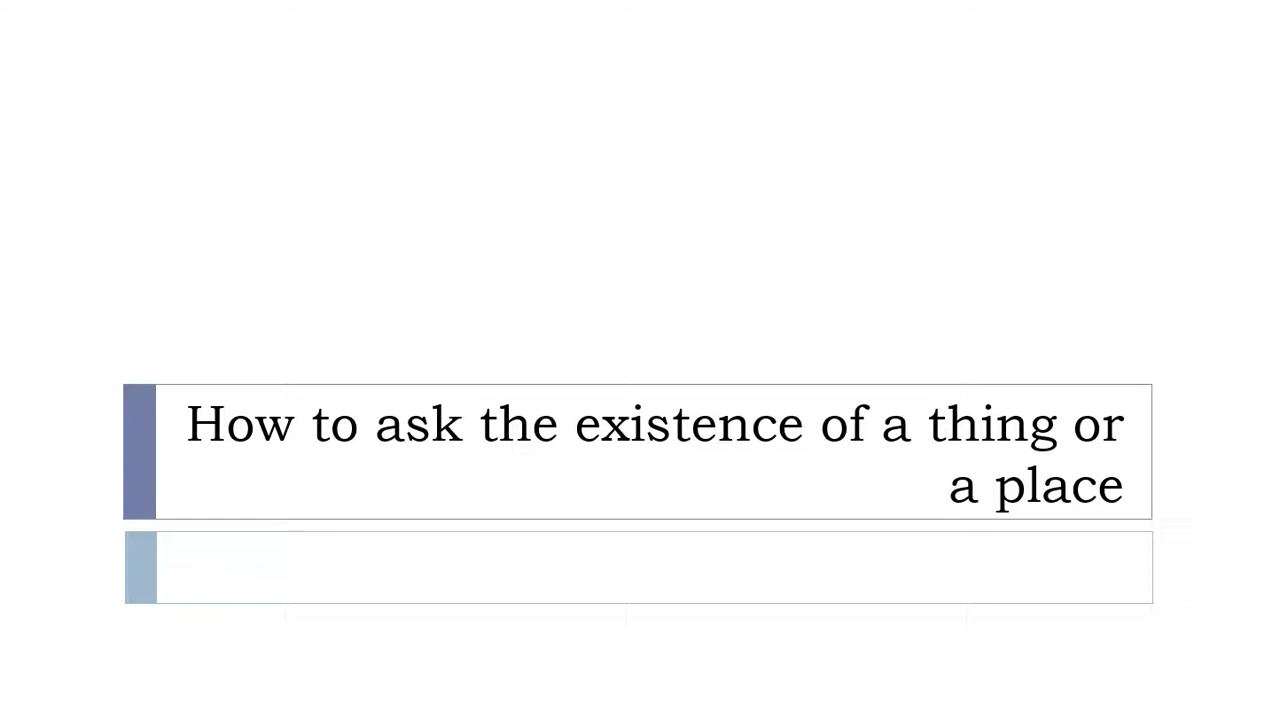 How to ask the existence of a thing or
a place